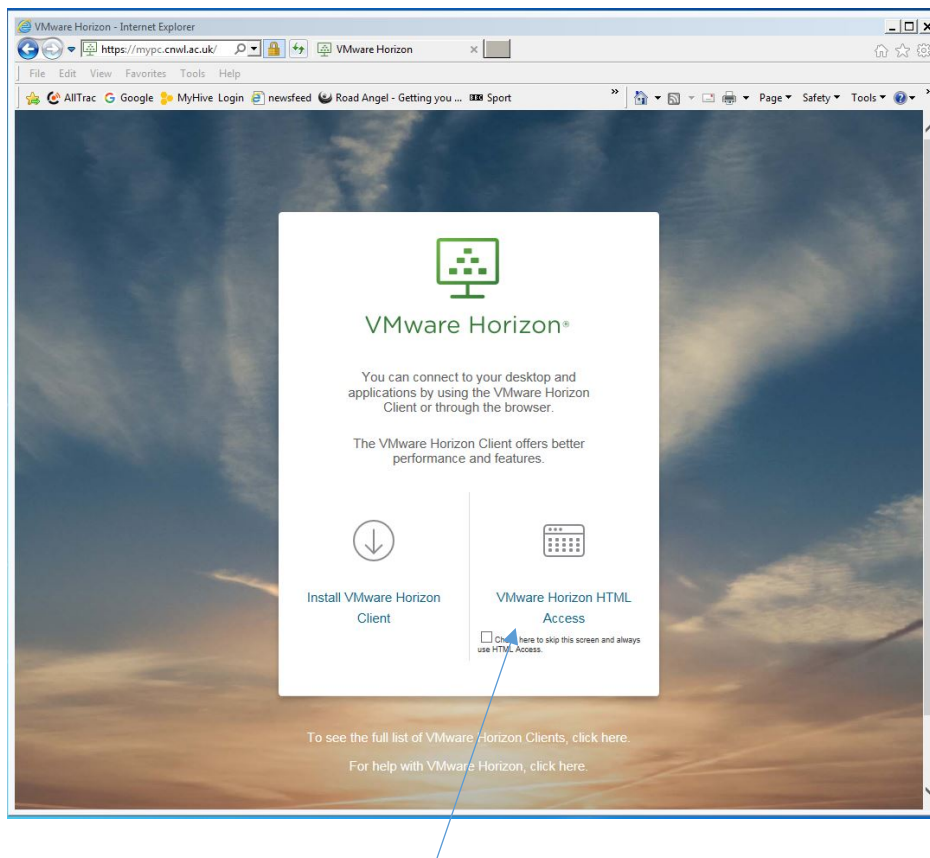 VMware Horizon - Internet Explorer
https://mypc.cnwl.ac.uk/ VMware Horizon
File Edit View Favorites Tools Help
AllTrac Google MyHive Login newsfeed Road Angel - Getting you ... BBC Sport » Page Safety Tools »
VMware Horizon®
You can connect to your desktop and
applications by using the VMware Horizon
Client or through the browser.
The VMware Horizon Client offers better
performance and features.
Install VMware Horizon
Client
VMware Horizon HTML
Access
Check here to skip this screen and always
use HTML Access.
To see the full list of VMware Horizon Clients, click here.
For help with VMware Horizon, click here.